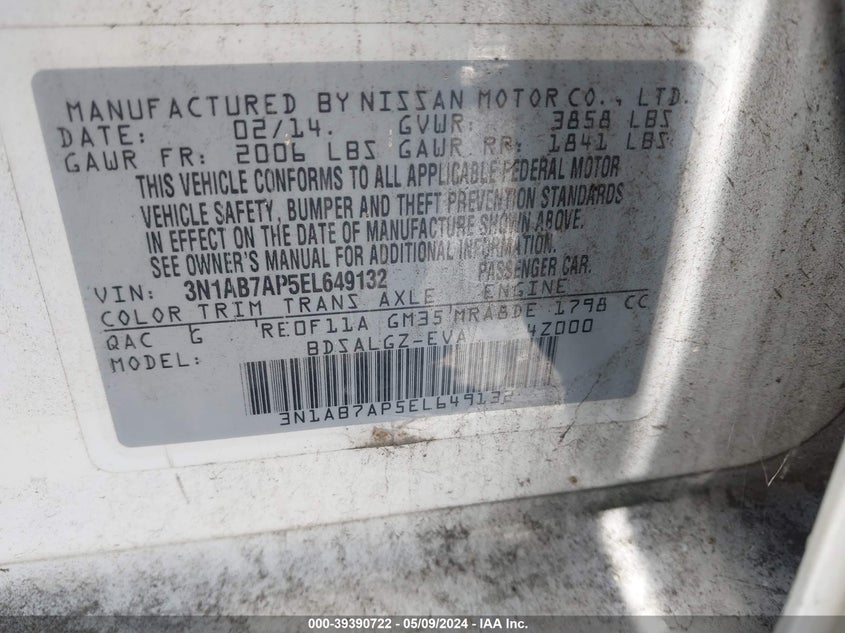 MANUFACTURED BY NISSAN MOTOR CO., LTD.
DATE: 02/14. GVWR: 3858 LBS
GAWR FR: 2006 LBS GAWR RR: 1841 LBS
THIS VEHICLE CONFORMS TO ALL APPLICABLE FEDERAL MOTOR
VEHICLE SAFETY, BUMPER AND THEFT PREVENTION STANDARDS
IN EFFECT ON THE DATE OF MANUFACTURE SHOWN ABOVE.
SEE OWNER'S MANUAL FOR ADDITIONAL INFORMATION.
VIN: 3N1AB7AP5EL649132 PASSENGER CAR.
COLOR TRIM TRANS AXLE ENGINE
QAC G RE0F11A GM35 MRA8DE 1798 CC
MODEL: BDSALGZ-EVA 4Z000
3N1AB7AP5EL649132
000-39390722 - 05/09/2024 - IAA Inc.